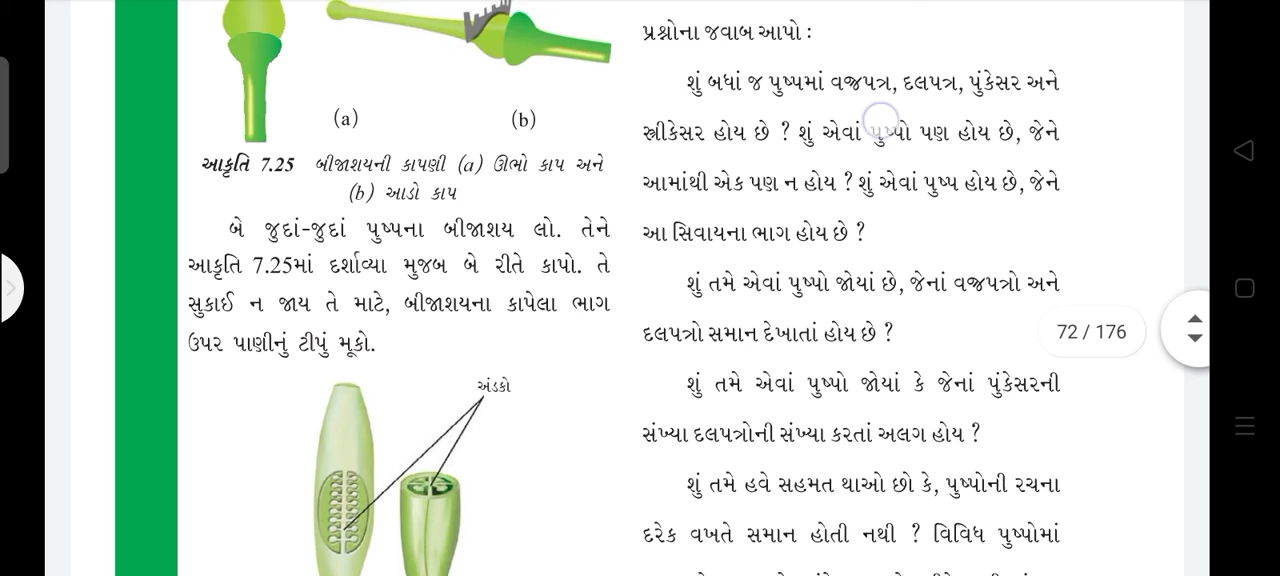 (a)
(b)
આકૃતિ 7.25 બીજાશયની કાપણી (a) ઊભો કાપ અને
(b) આડો કાપ
બે જુદાં-જુદાં પુષ્પના બીજાશય લો. તેને
આકૃતિ 7.25માં દર્શાવ્યા મુજબ બે રીતે કાપો. તે
સુકાઈ ન જાય તે માટે, બીજાશયના કાપેલા ભાગ
ઉપર પાણીનું ટીપું મૂકો.
અંડકો
પ્રશ્નોના જવાબ આપો :
શું બધાં જ પુષ્પમાં વજ્રપત્ર, દલપત્ર, પુંકેસર અને
સ્ત્રીકેસર હોય છે ? શું એવાં પુષ્પો પણ હોય છે, જેને
આમાંથી એક પણ ન હોય ? શું એવાં પુષ્પ હોય છે, જેને
આ સિવાયના ભાગ હોય છે ?
શું તમે એવાં પુષ્પો જોયાં છે, જેનાં વજ્રપત્રો અને
દલપત્રો સમાન દેખાતાં હોય છે ?
શું તમે એવાં પુષ્પો જોયાં કે જેનાં પુંકેસરની
સંખ્યા દલપત્રોની સંખ્યા કરતાં અલગ હોય ?
શું તમે હવે સહમત થાઓ છો કે, પુષ્પોની રચના
દરેક વખતે સમાન હોતી નથી ? વિવિધ પુષ્પોમાં
72 / 176